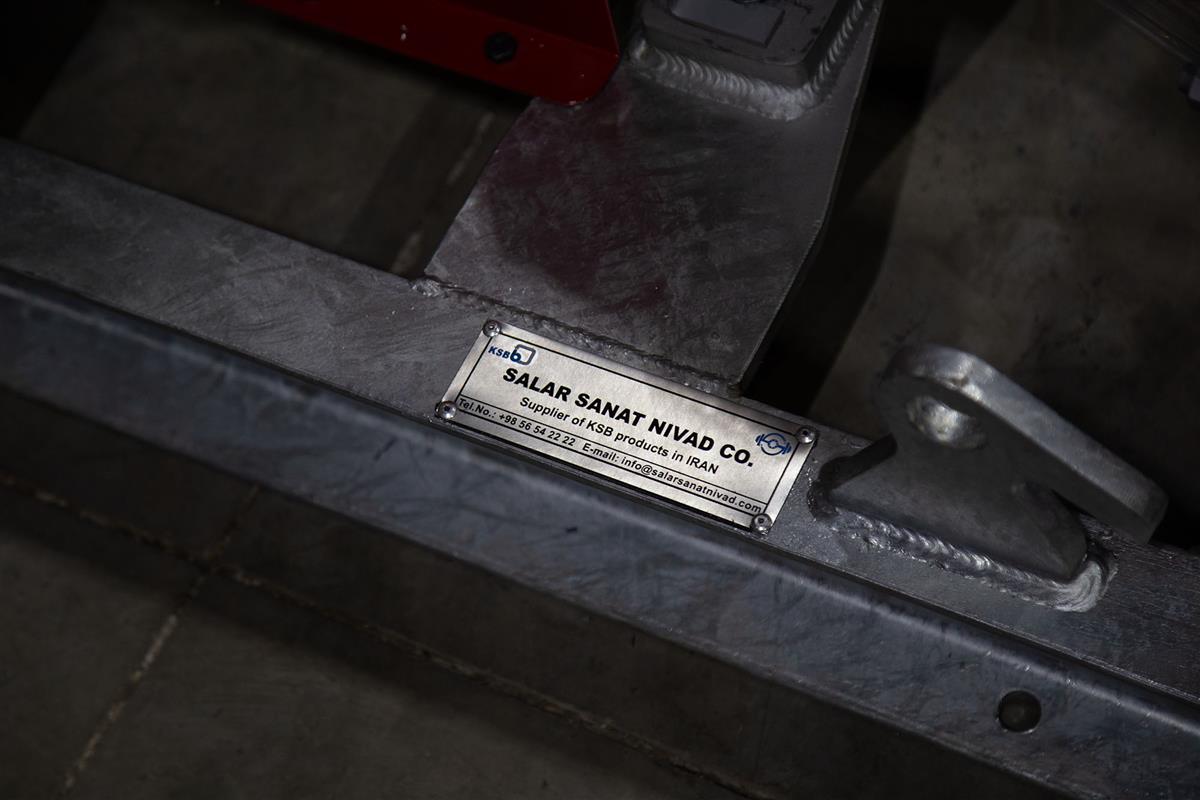 KSB
SALAR SANAT NIVAD CO.
Supplier of KSB products in IRAN
Tel.No.: +98 56 54 22 22 E-mail: info@salarsanatnivad.com